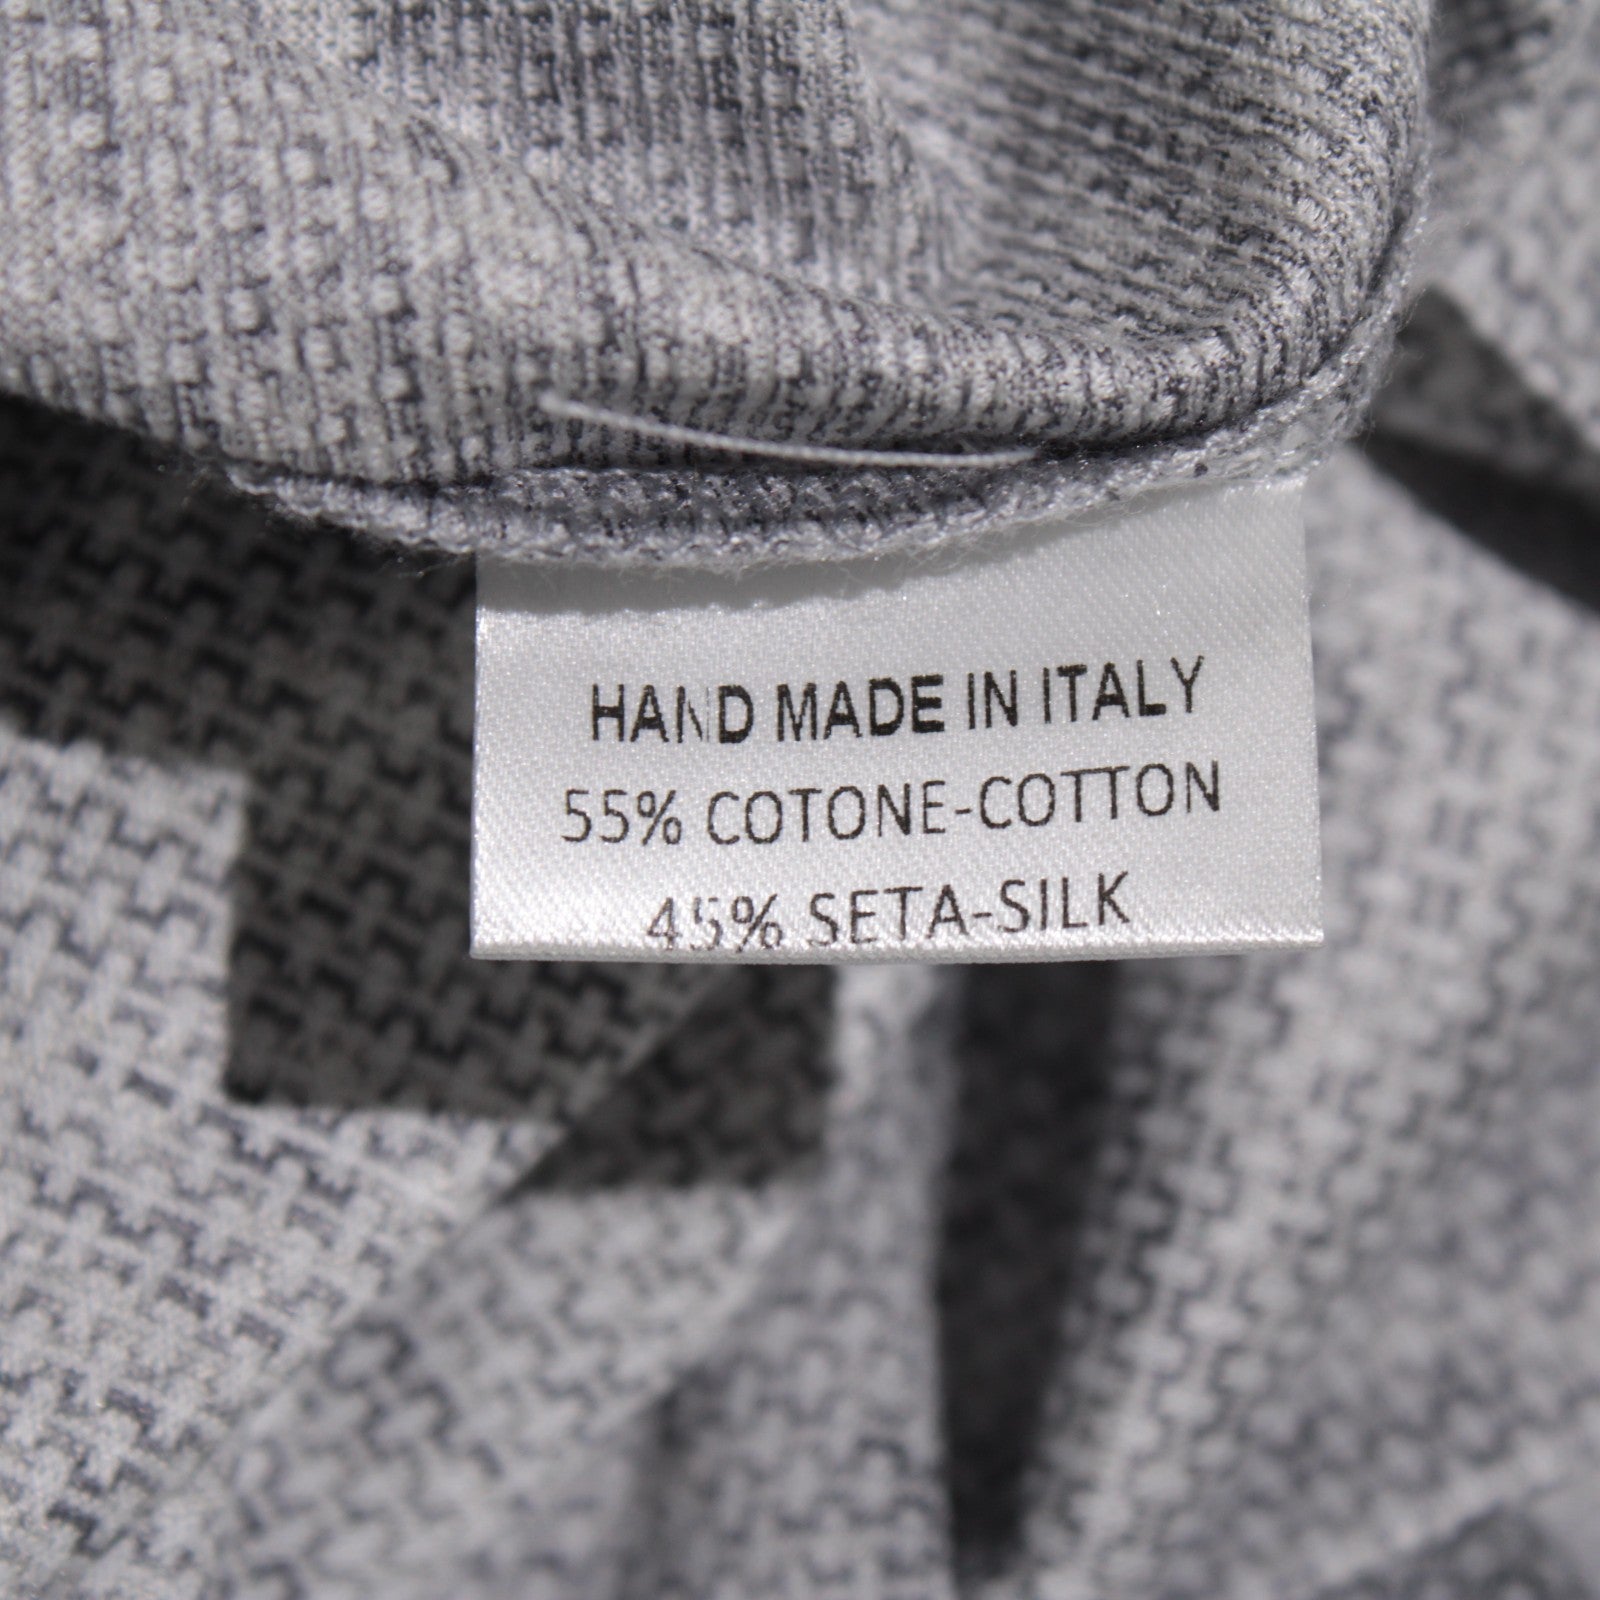 HAND MADE IN ITALY
55% COTONE-COTTON
45% SETA-SILK